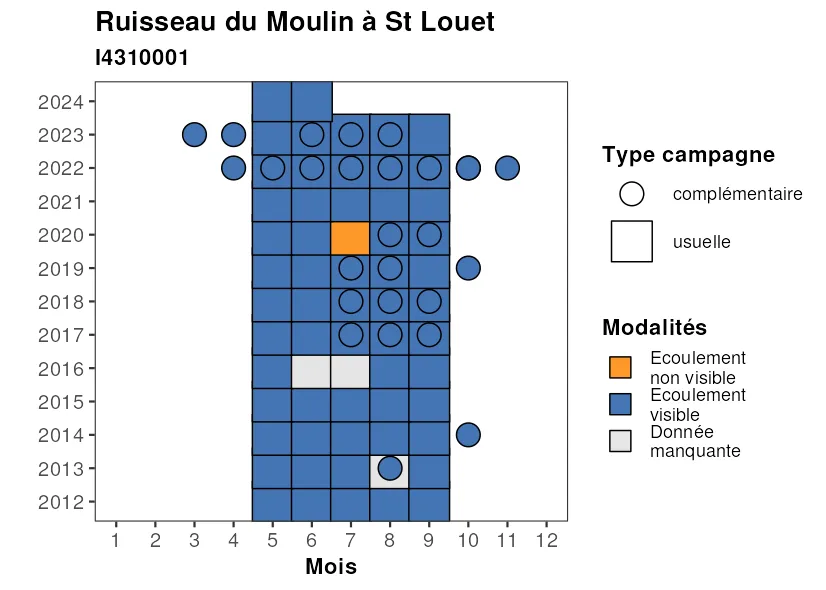 Ruisseau du Moulin à St Louet
I4310001
2024
2023
2022
2021
2020
2019
2018
2017
2016
2015
2014
2013
2012
1 2 3 4 5 6 7 8 9 10 11 12
Mois
Type campagne
complémentaire
usuelle
Modalités
Ecoulement
non visible
Ecoulement
visible
Donnée
manquante